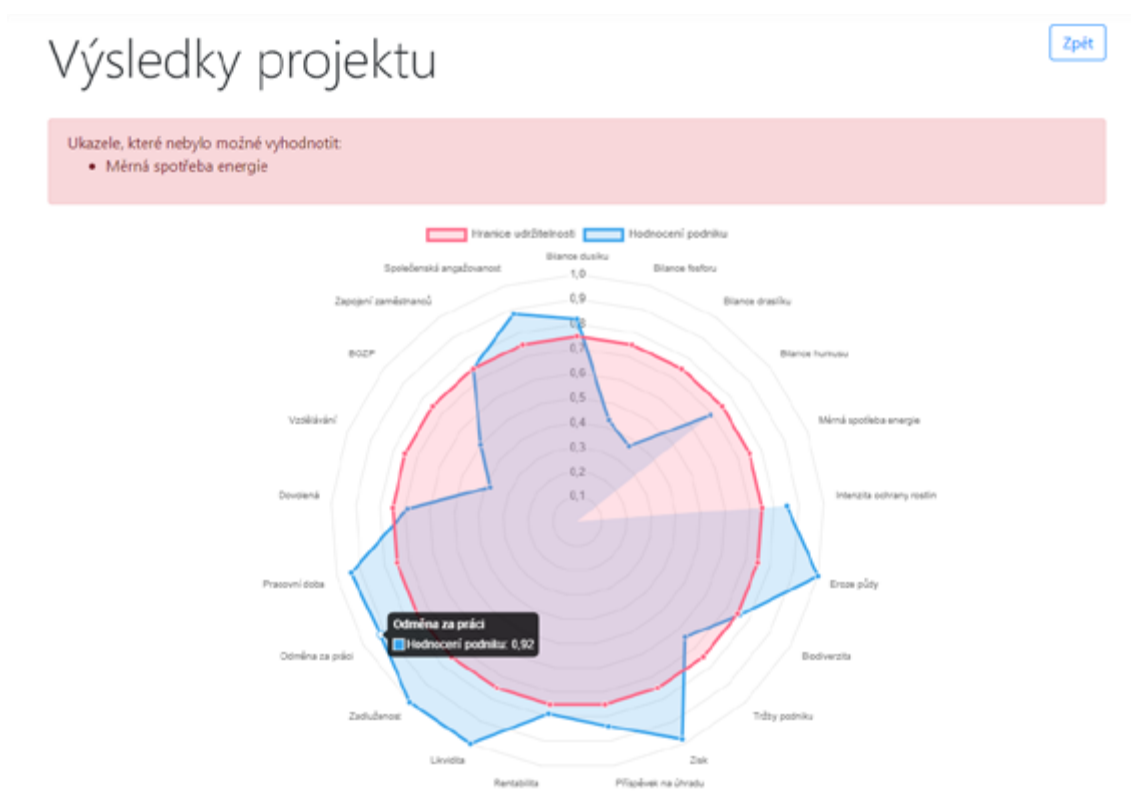 Výsledky projektu
Zpět
Ukazele, které nebylo možné vyhodnotit:
• Měrná spotřeba energie
Hranice udržitelnosti
Hodnocení podniku
Bilance dusíku
Bilance fosforu
Bilance draslíku
Bilance humusu
Měrná spotřeba energie
Intenzita ochrany rostlin
Eroze půdy
Biodiverzita
Tržby podniku
Zisk
Příspěvek na úhradu
Rentabilita
Likvidita
Zadluženost
Odměna za práci
Pracovní doba
Dovolená
Vzdělávání
BOZP
Zapojení zaměstnanců
Společenská angažovanost
1,0
0,9
0,8
0,7
0,6
0,5
0,4
0,3
0,2
0,1
Odměna za práci
Hodnocení podniku: 0,92